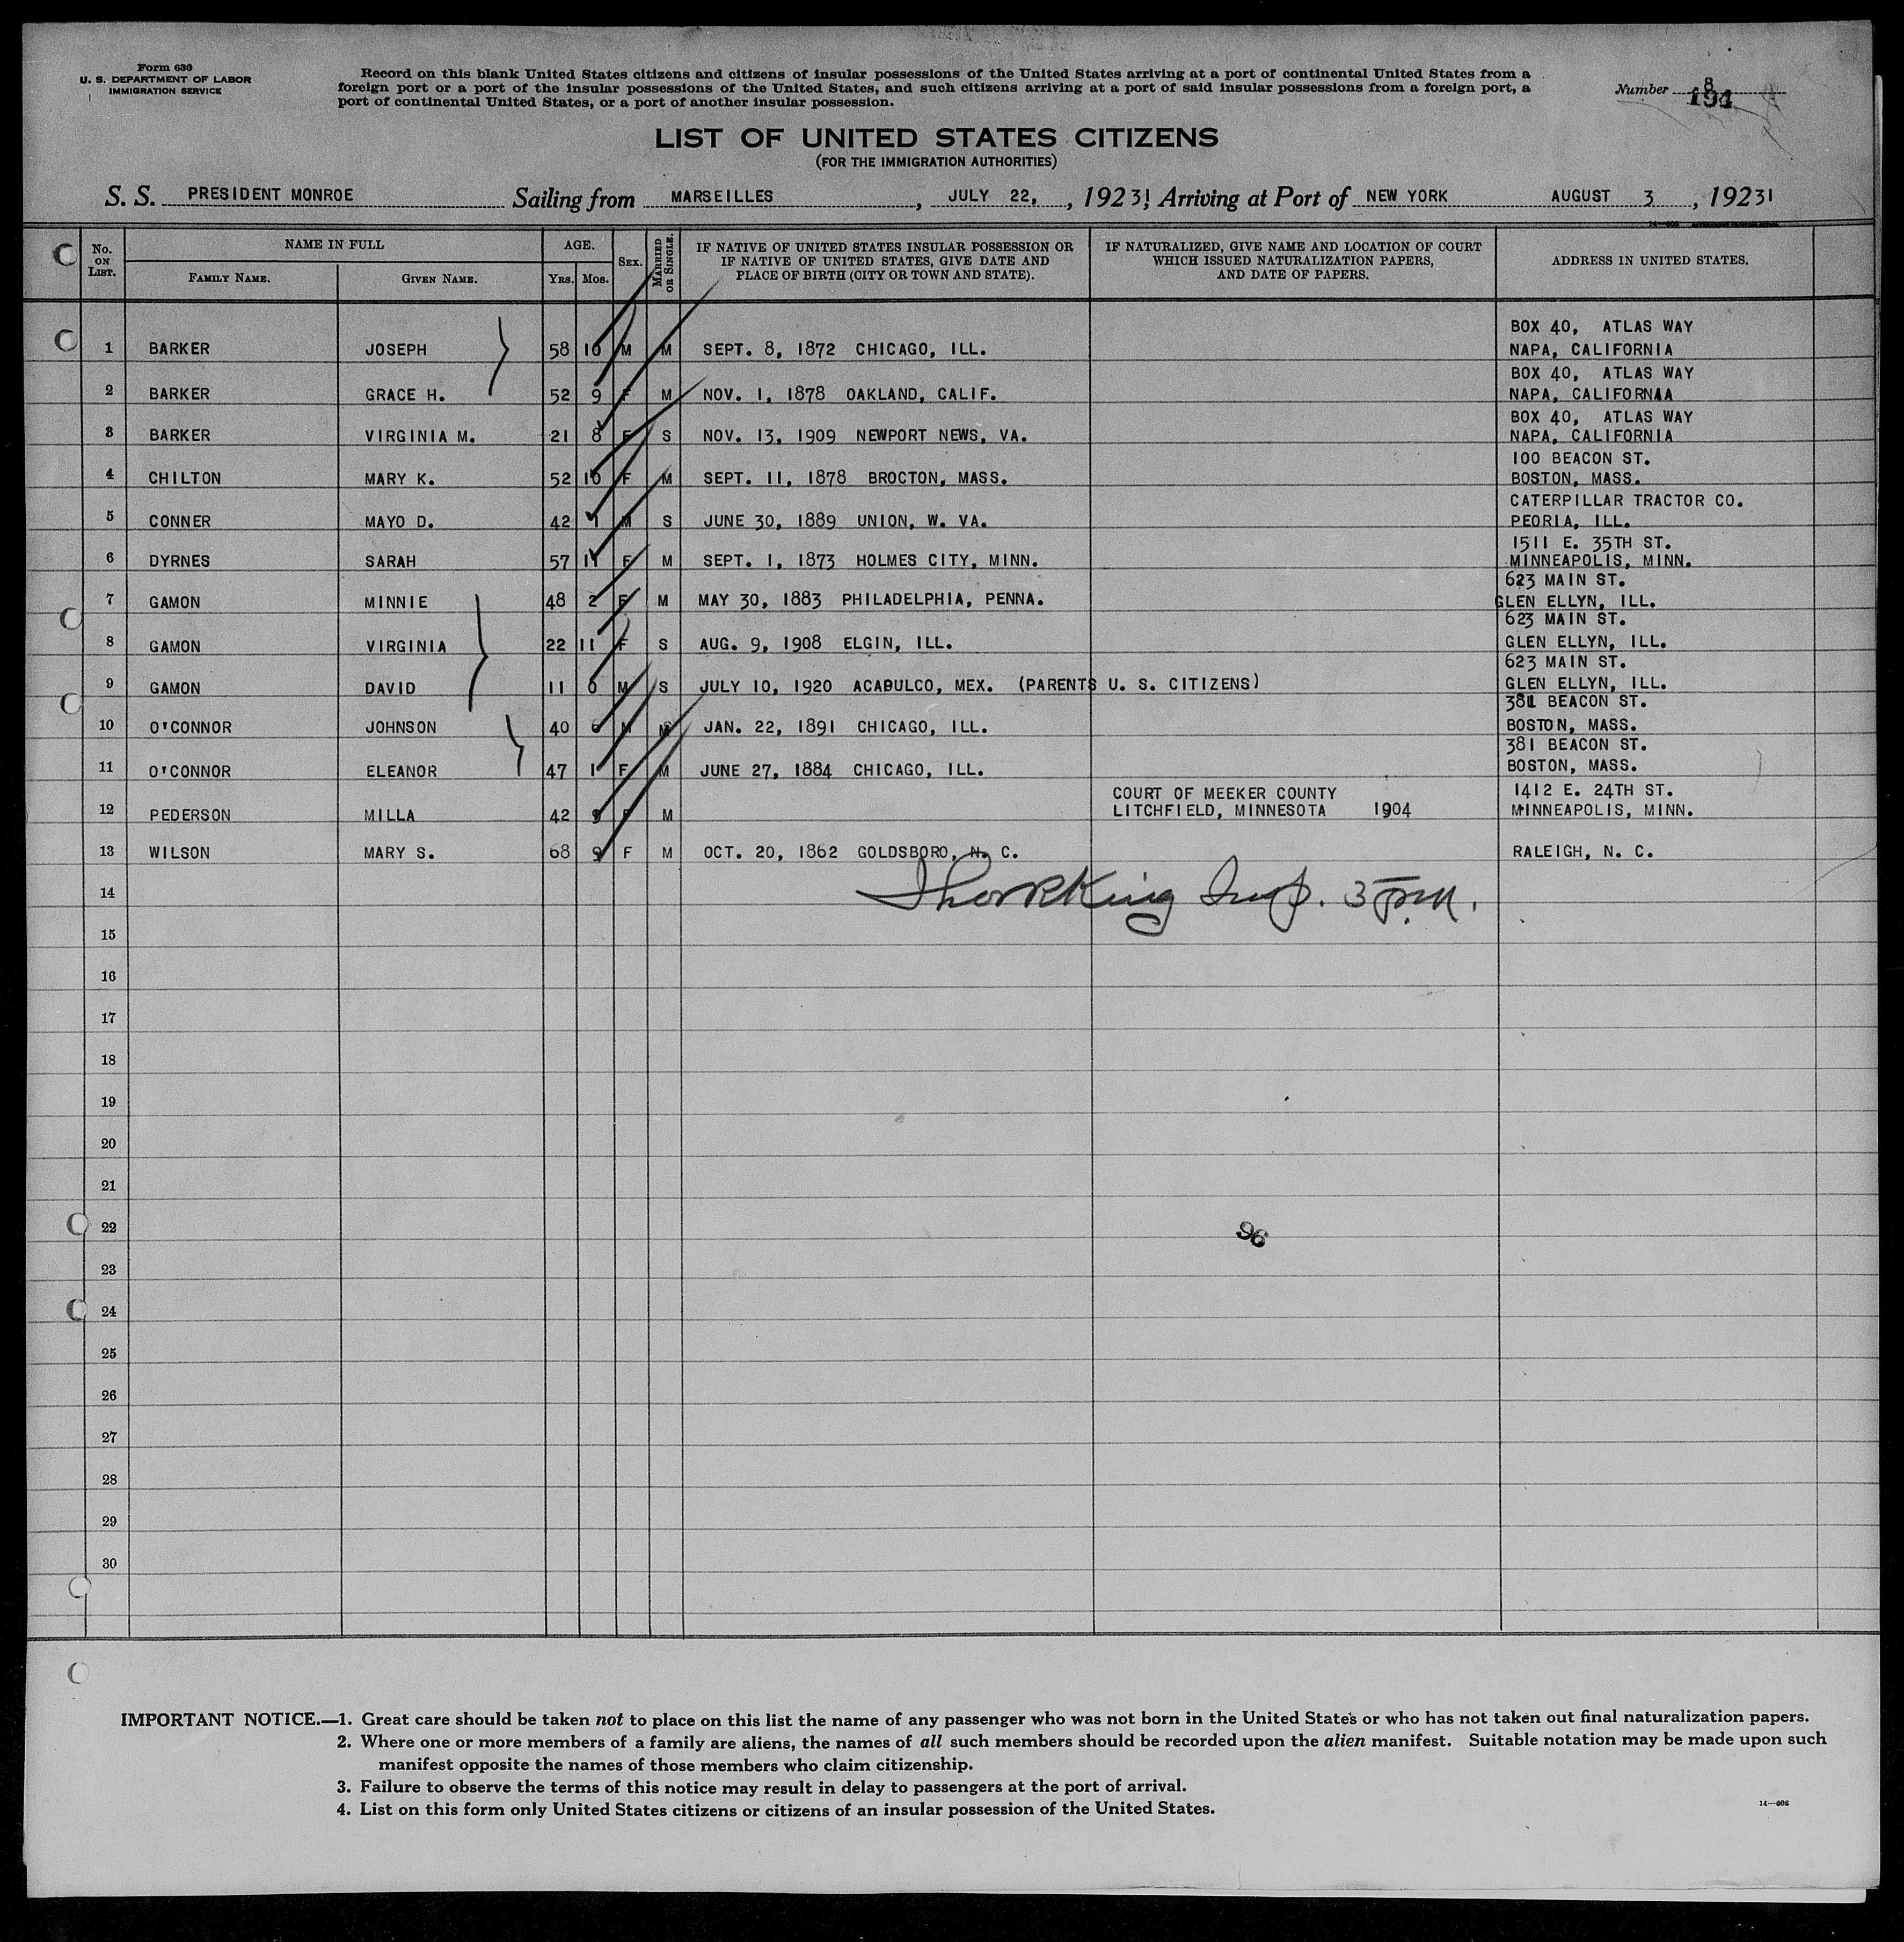 Form 630
U. S. DEPARTMENT OF LABOR
IMMIGRATION SERVICE
Record on this blank United States citizens and citizens of insular possessions of the United States arriving at a port of continental United States from a
foreign port or a port of the insular possessions of the United States, and such citizens arriving at a port of said insular possessions from a foreign port, a
port of continental United States, or a port of another insular possession.
Number 8
194
LIST OF UNITED STATES CITIZENS
(FOR THE IMMIGRATION AUTHORITIES)
S. S. PRESIDENT MONROE Sailing from MARSEILLES, JULY 22, , 19231, Arriving at Port of NEW YORK AUGUST 3, 19231
No. ON LIST. NAME IN FULL AGE. SEX. MARRIED OR SINGLE. IF NATIVE OF UNITED STATES INSULAR POSSESSION OR IF NATIVE OF UNITED STATES, GIVE DATE AND PLACE OF BIRTH (CITY OR TOWN AND STATE). IF NATURALIZED, GIVE NAME AND LOCATION OF COURT WHICH ISSUED NATURALIZATION PAPERS, AND DATE OF PAPERS. ADDRESS IN UNITED STATES.
FAMILY NAME. GIVEN NAME. YRS. MOS.
BOX 40, ATLAS WAY
1 BARKER JOSEPH 58 10 M M SEPT. 8, 1872 CHICAGO, ILL. NAPA, CALIFORNIA
BOX 40, ATLAS WAY
2 BARKER GRACE H. 52 9 F M NOV. 1, 1878 OAKLAND, CALIF. NAPA, CALIFORNAA
BOX 40, ATLAS WAY
3 BARKER VIRGINIA M. 21 8 F S NOV. 13, 1909 NEWPORT NEWS, VA. NAPA, CALIFORNIA
100 BEACON ST.
4 CHILTON MARY K. 52 10 F M SEPT. 11, 1878 BROCTON, MASS. BOSTON, MASS.
CATERPILLAR TRACTOR CO.
5 CONNER MAYO D. 42 1 M S JUNE 30, 1889 UNION, W. VA. PEORIA, ILL.
1511 E. 35TH ST.
6 DYRNES SARAH 57 11 F M SEPT. 1, 1873 HOLMES CITY, MINN. MINNEAPOLIS, MINN.
623 MAIN ST.
7 GAMON MINNIE 48 2 F M MAY 30, 1883 PHILADELPHIA, PENNA. GLEN ELLYN, ILL.
623 MAIN ST.
8 GAMON VIRGINIA 22 11 F S AUG. 9, 1908 ELGIN, ILL. GLEN ELLYN, ILL.
623 MAIN ST.
9 GAMON DAVID 11 0 M S JULY 10, 1920 ACABULCO, MEX. (PARENTS U. S. CITIZENS) GLEN ELLYN, ILL.
381 BEACON ST.
10 O'CONNOR JOHNSON 40 6 M M JAN. 22, 1891 CHICAGO, ILL. BOSTON, MASS.
381 BEACON ST.
11 O'CONNOR ELEANOR 47 1 F M JUNE 27, 1884 CHICAGO, ILL. BOSTON, MASS.
COURT OF MEEKER COUNTY 1412 E. 24TH ST.
12 PEDERSON MILLA 42 9 F M LITCHFIELD, MINNESOTA 1904 MINNEAPOLIS, MINN.
13 WILSON MARY S. 68 9 F M OCT. 20, 1862 GOLDSBORO, N. C. RALEIGH, N. C.
14 King Insp. 3 P.M.
15
16
17
18
19
20
21
22 96
23
24
25
26
27
28
29
30
IMPORTANT NOTICE.—1. Great care should be taken not to place on this list the name of any passenger who was not born in the United States or who has not taken out final naturalization papers.
2. Where one or more members of a family are aliens, the names of all such members should be recorded upon the alien manifest. Suitable notation may be made upon such
manifest opposite the names of those members who claim citizenship.
3. Failure to observe the terms of this notice may result in delay to passengers at the port of arrival.
4. List on this form only United States citizens or citizens of an insular possession of the United States.